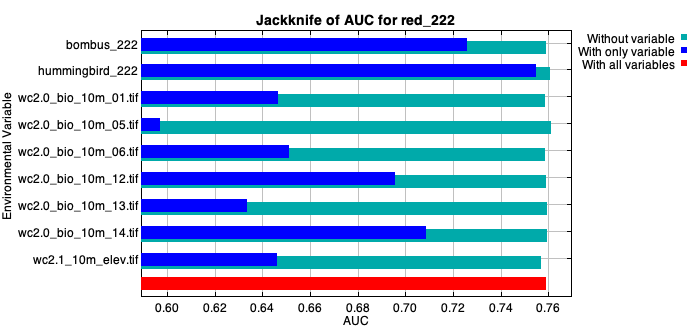 Jackknife of AUC for red_222
Without variable
With only variable
With all variables
Environmental Variable
bombus_222
hummingbird_222
wc2.0_bio_10m_01.tif
wc2.0_bio_10m_05.tif
wc2.0_bio_10m_06.tif
wc2.0_bio_10m_12.tif
wc2.0_bio_10m_13.tif
wc2.0_bio_10m_14.tif
wc2.1_10m_elev.tif
0.60 0.62 0.64 0.66 0.68 0.70 0.72 0.74 0.76
AUC